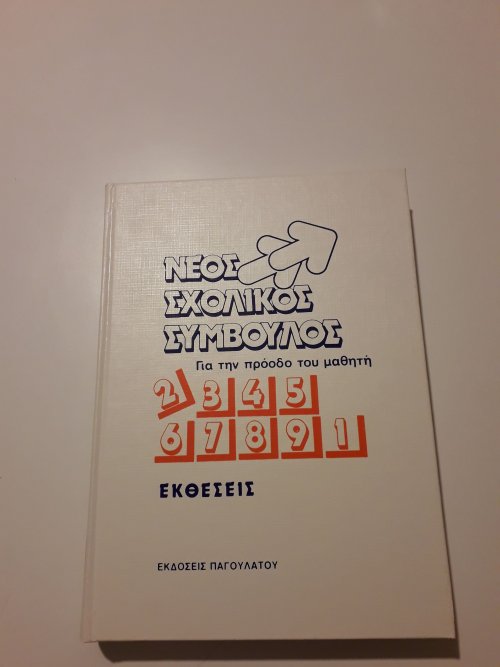 ΝΕΟΣ
ΣΧΟΛΙΚΟΣ
ΣΥΜΒΟΥΛΟΣ
Για την πρόοδο του μαθητή
2 3 4 5
6 7 8 9 1
ΕΚΘΕΣΕΙΣ
ΕΚΔΟΣΕΙΣ ΠΑΓΟΥΛΑΤΟΥ